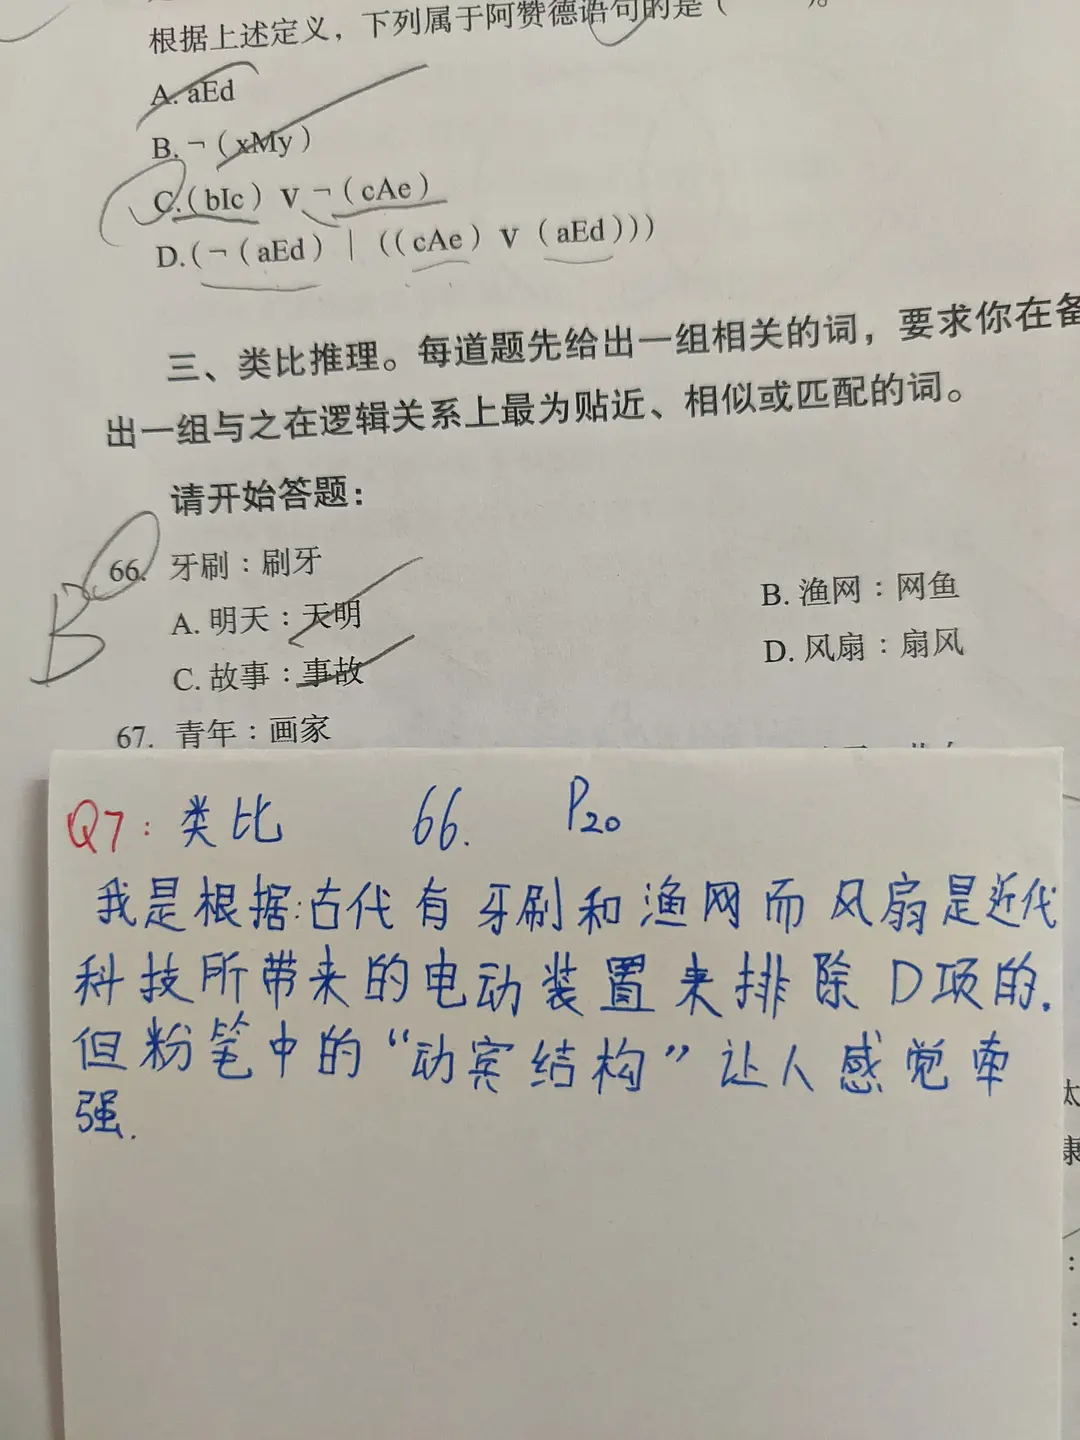 根据上述定义，下列属于阿赞德语句的是（ ）。
A. aEd
B. ¬（xMy）
C.（bIc）∨ ¬（cAe）
D.（¬（aEd）｜（（cAe）∨（aEd）））
三、类比推理。每道题先给出一组相关的词，要求你在备
出一组与之在逻辑关系上最为贴近、相似或匹配的词。
请开始答题：
66. 牙刷：刷牙
B
A. 明天：天明
B. 渔网：网鱼
C. 故事：事故
D. 风扇：扇风
67. 青年：画家
Q7: 类比 66. P20
我是根据:古代有牙刷和渔网而风扇是近代
科技所带来的电动装置来排除D项的.
但粉笔中的“动宾结构”让人感觉牵
强.
太
康